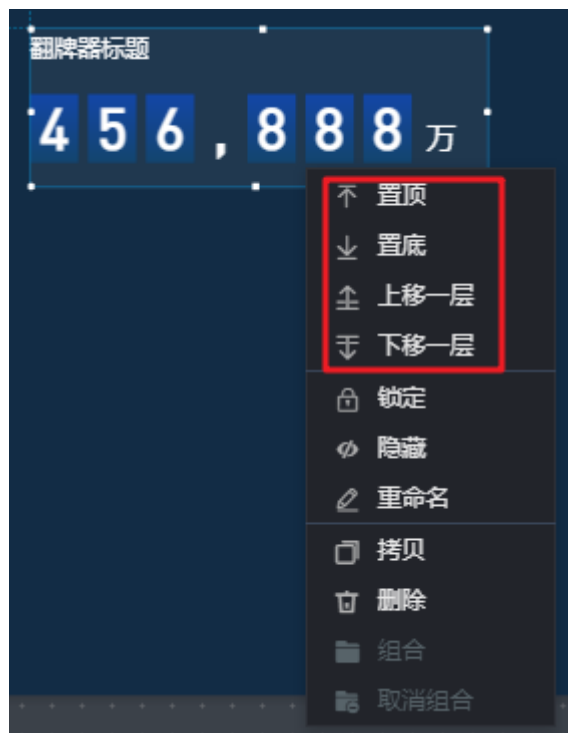 翻牌器标题
456,888万
置顶
置底
上移一层
下移一层
锁定
隐藏
重命名
拷贝
删除
组合
取消组合